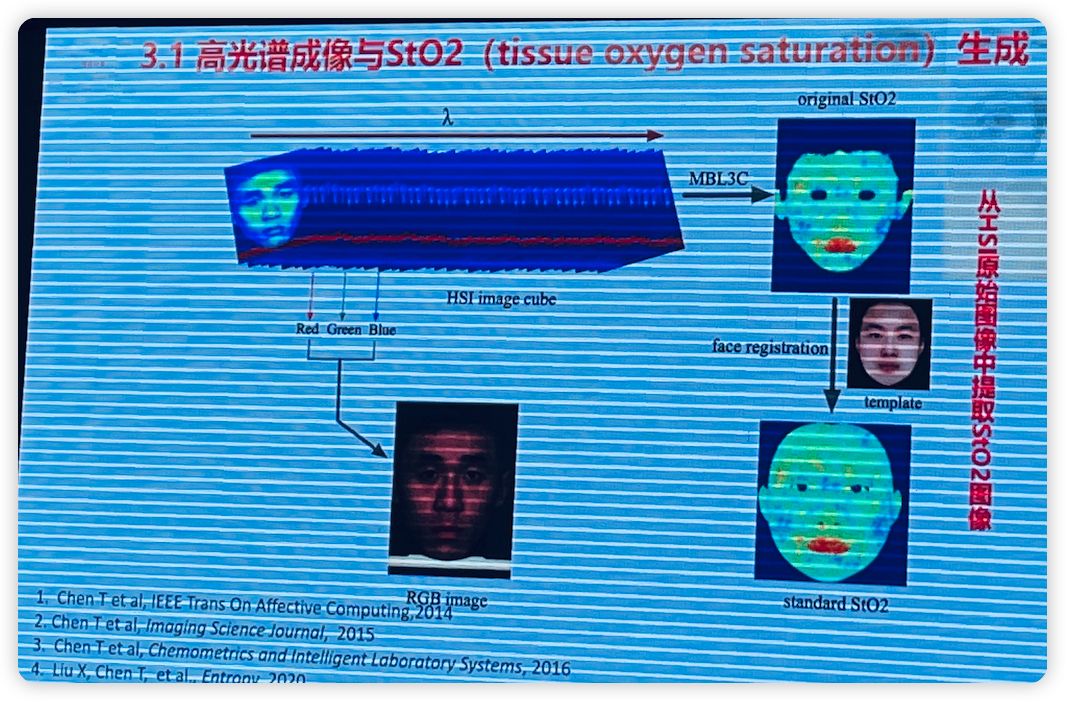 3.1 高光谱成像与StO2（tissue oxygen saturation）生成
λ
original StO2
MBL3C
HSI image cube
Red Green Blue
face registration
template
RGB image
standard StO2
从HSI原始图像中提取StO2图像
1. Chen T et al, IEEE Trans On Affective Computing,2014
2. Chen T et al, Imaging Science Journal, 2015
3. Chen T et al, Chemometrics and Intelligent Laboratory Systems, 2016
4. Liu X, Chen T, et al., Entropy, 2020